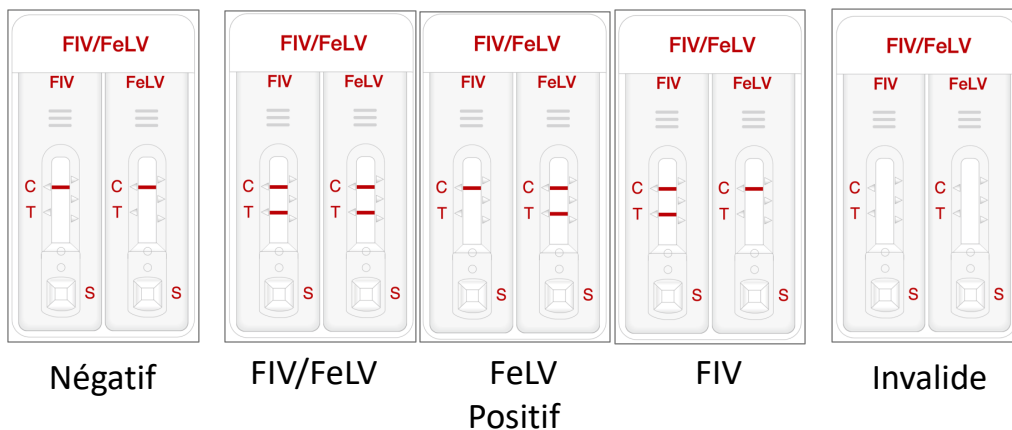 FIV/FeLV
FIV FeLV
C C
T T
S S
Négatif
FIV/FeLV
FIV FeLV
C C
T T
S S
FIV/FeLV
FIV/FeLV
FIV FeLV
C C
T T
S S
FeLV
FIV/FeLV
FIV FeLV
C C
T T
S S
FIV
Positif
FIV/FeLV
FIV FeLV
C C
T T
S S
Invalide